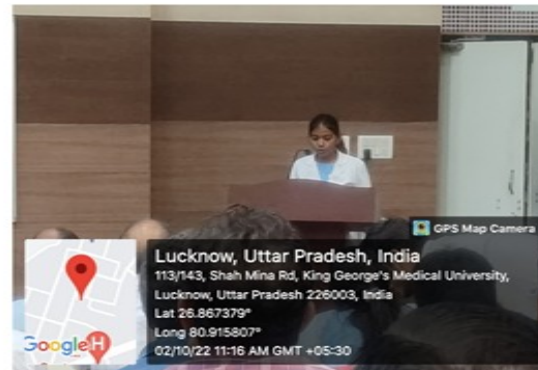 GPS Map Camera
Lucknow, Uttar Pradesh, India
113/143, Shah Mina Rd, King George's Medical University,
Lucknow, Uttar Pradesh 226003, India
Lat 26.867379°
Long 80.915807°
02/10/22 11:16 AM GMT +05:30
Google
H